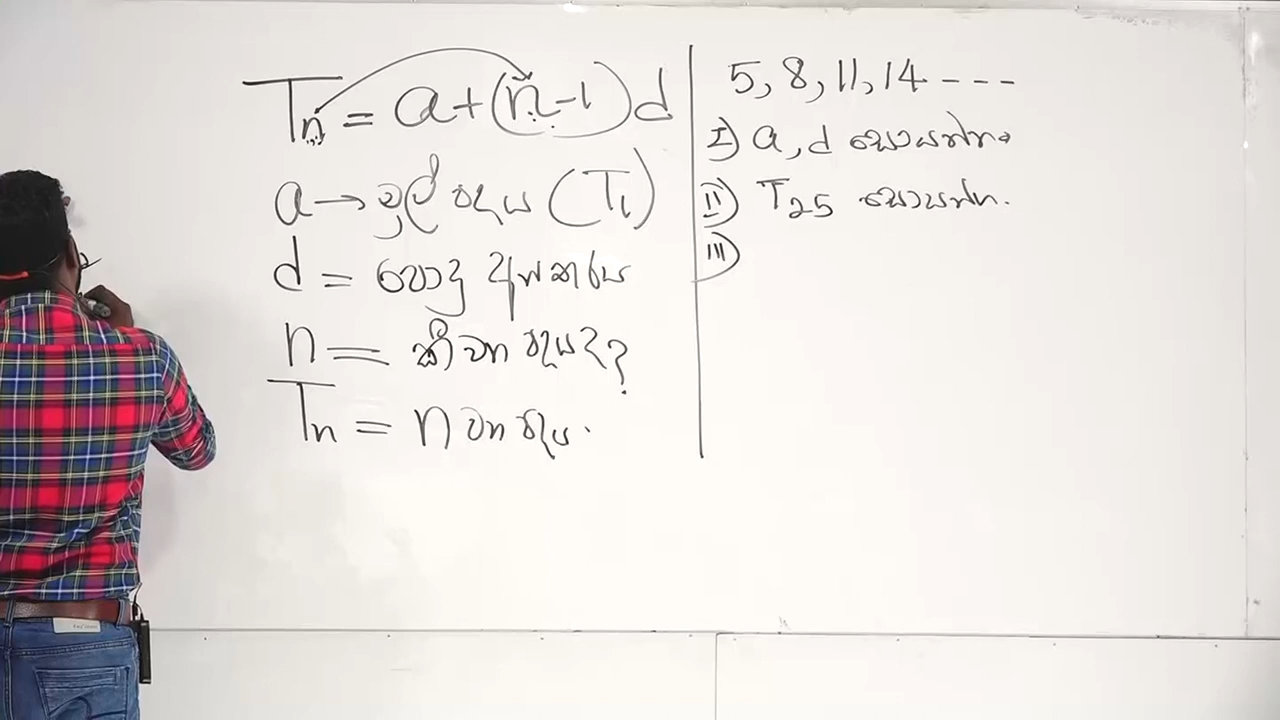 Tn = a+(n-1)d
a → මුල් පදය (T1)
d = පොදු අන්තරය
n = කී වන පදයද?
Tn = n වන පදය.
5, 8, 11, 14 - - - -
I) a, d සොයන්න.
II) T25 සොයන්න.
III)